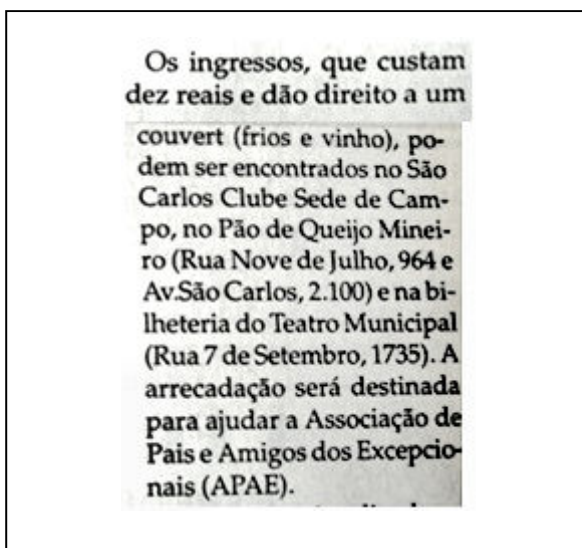 Os ingressos, que custam
dez reais e dão direito a um
couvert (frios e vinho), po-
dem ser encontrados no São
Carlos Clube Sede de Cam-
po, no Pão de Queijo Minei-
ro (Rua Nove de Julho, 964 e
Av.São Carlos, 2.100) e na bi-
lheteria do Teatro Municipal
(Rua 7 de Setembro, 1735). A
arrecadação será destinada
para ajudar a Associação de
Pais e Amigos dos Excepcio-
nais (APAE).